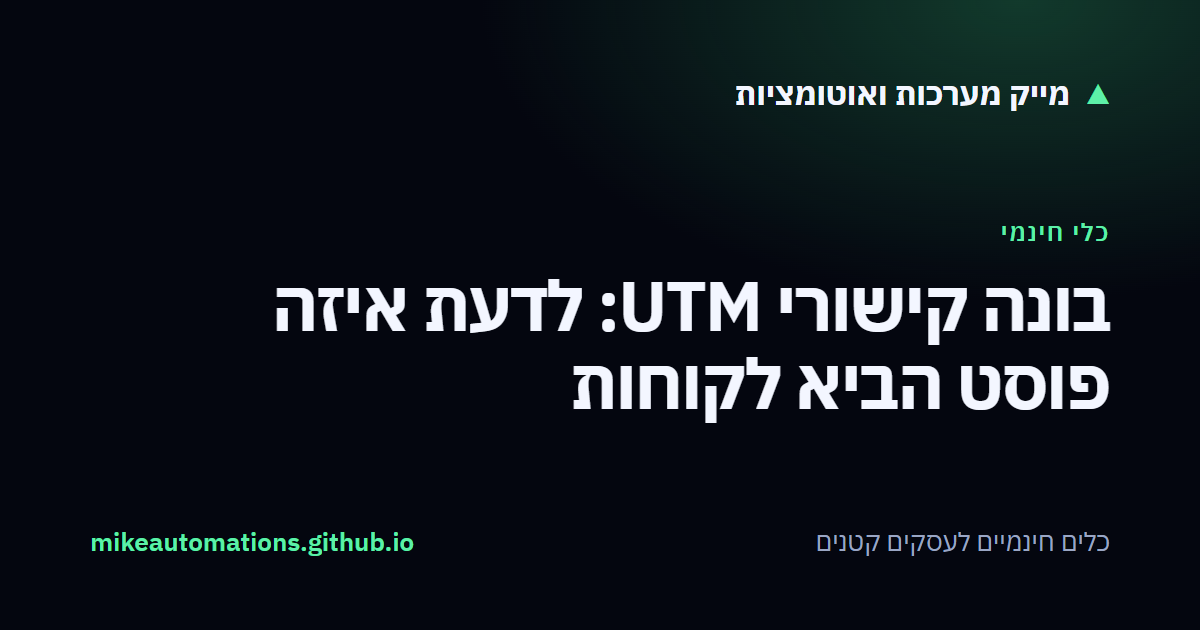 מייק מערכות ואוטומציות
כלי חינמי
בונה קישורי UTM: לדעת איזה
פוסט הביא לקוחות
כלים חינמיים לעסקים קטנים
mikeautomations.github.io